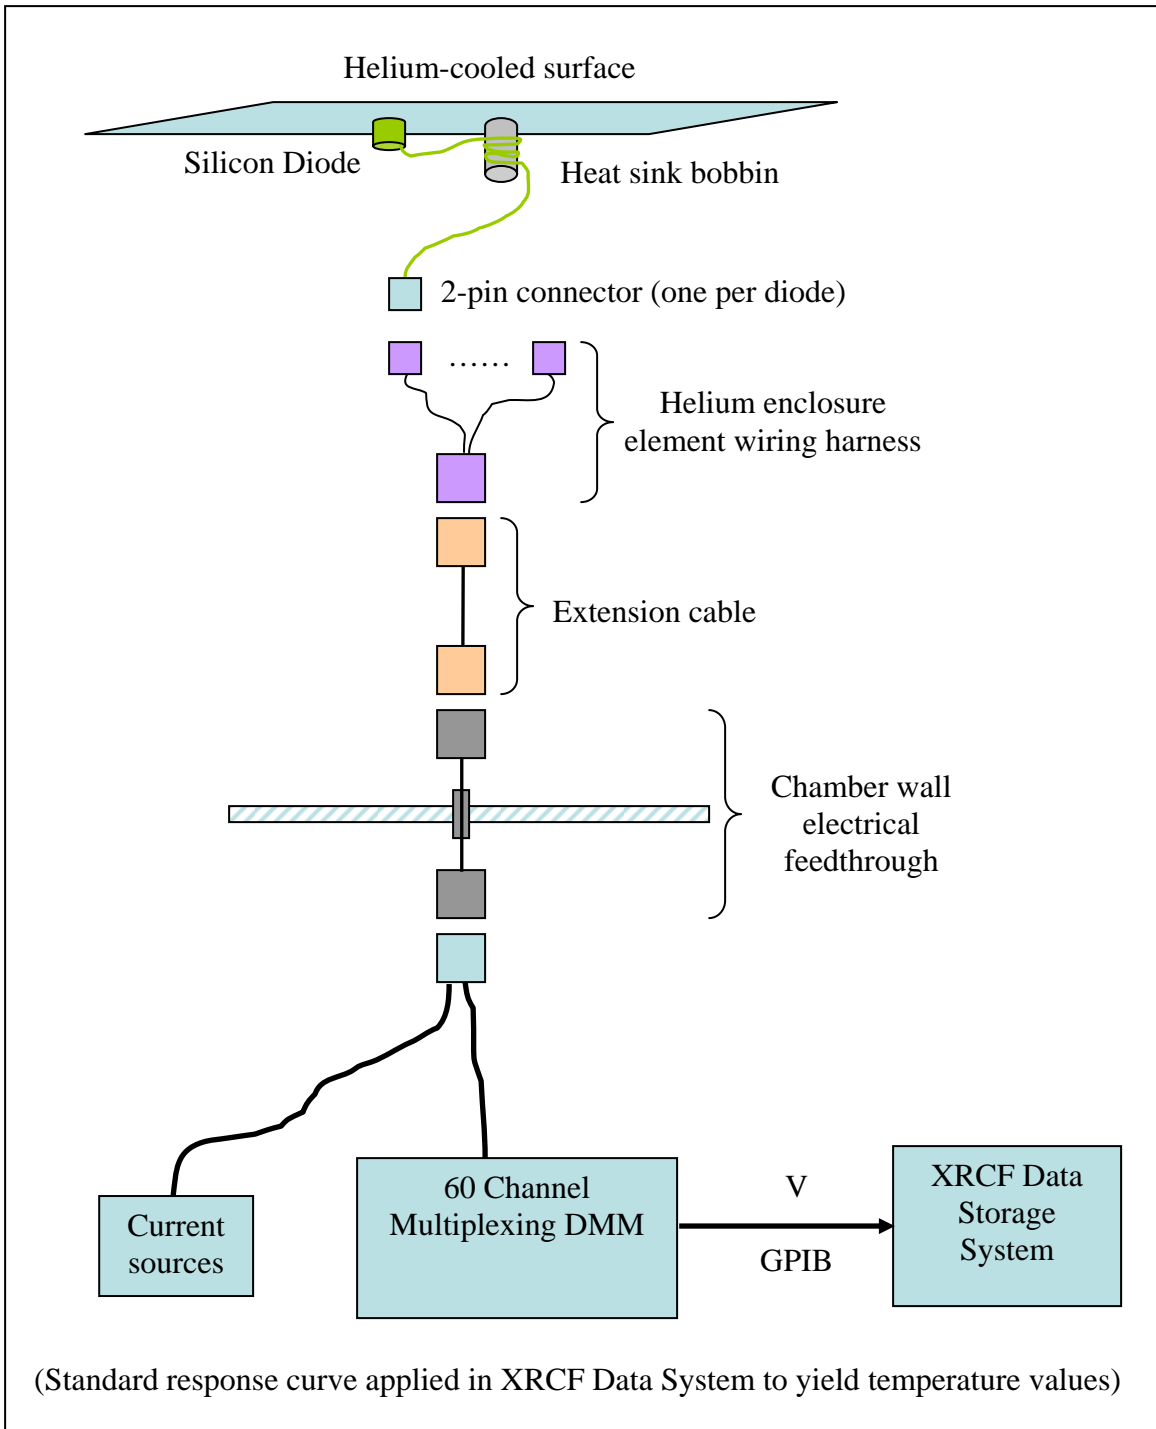 Helium-cooled surface
Silicon Diode
Heat sink bobbin
2-pin connector (one per diode)
......
Helium enclosure
element wiring harness
Extension cable
Chamber wall
electrical
feedthrough
Current
sources
60 Channel
Multiplexing DMM
V
GPIB
XRCF Data
Storage
System
(Standard response curve applied in XRCF Data System to yield temperature values)